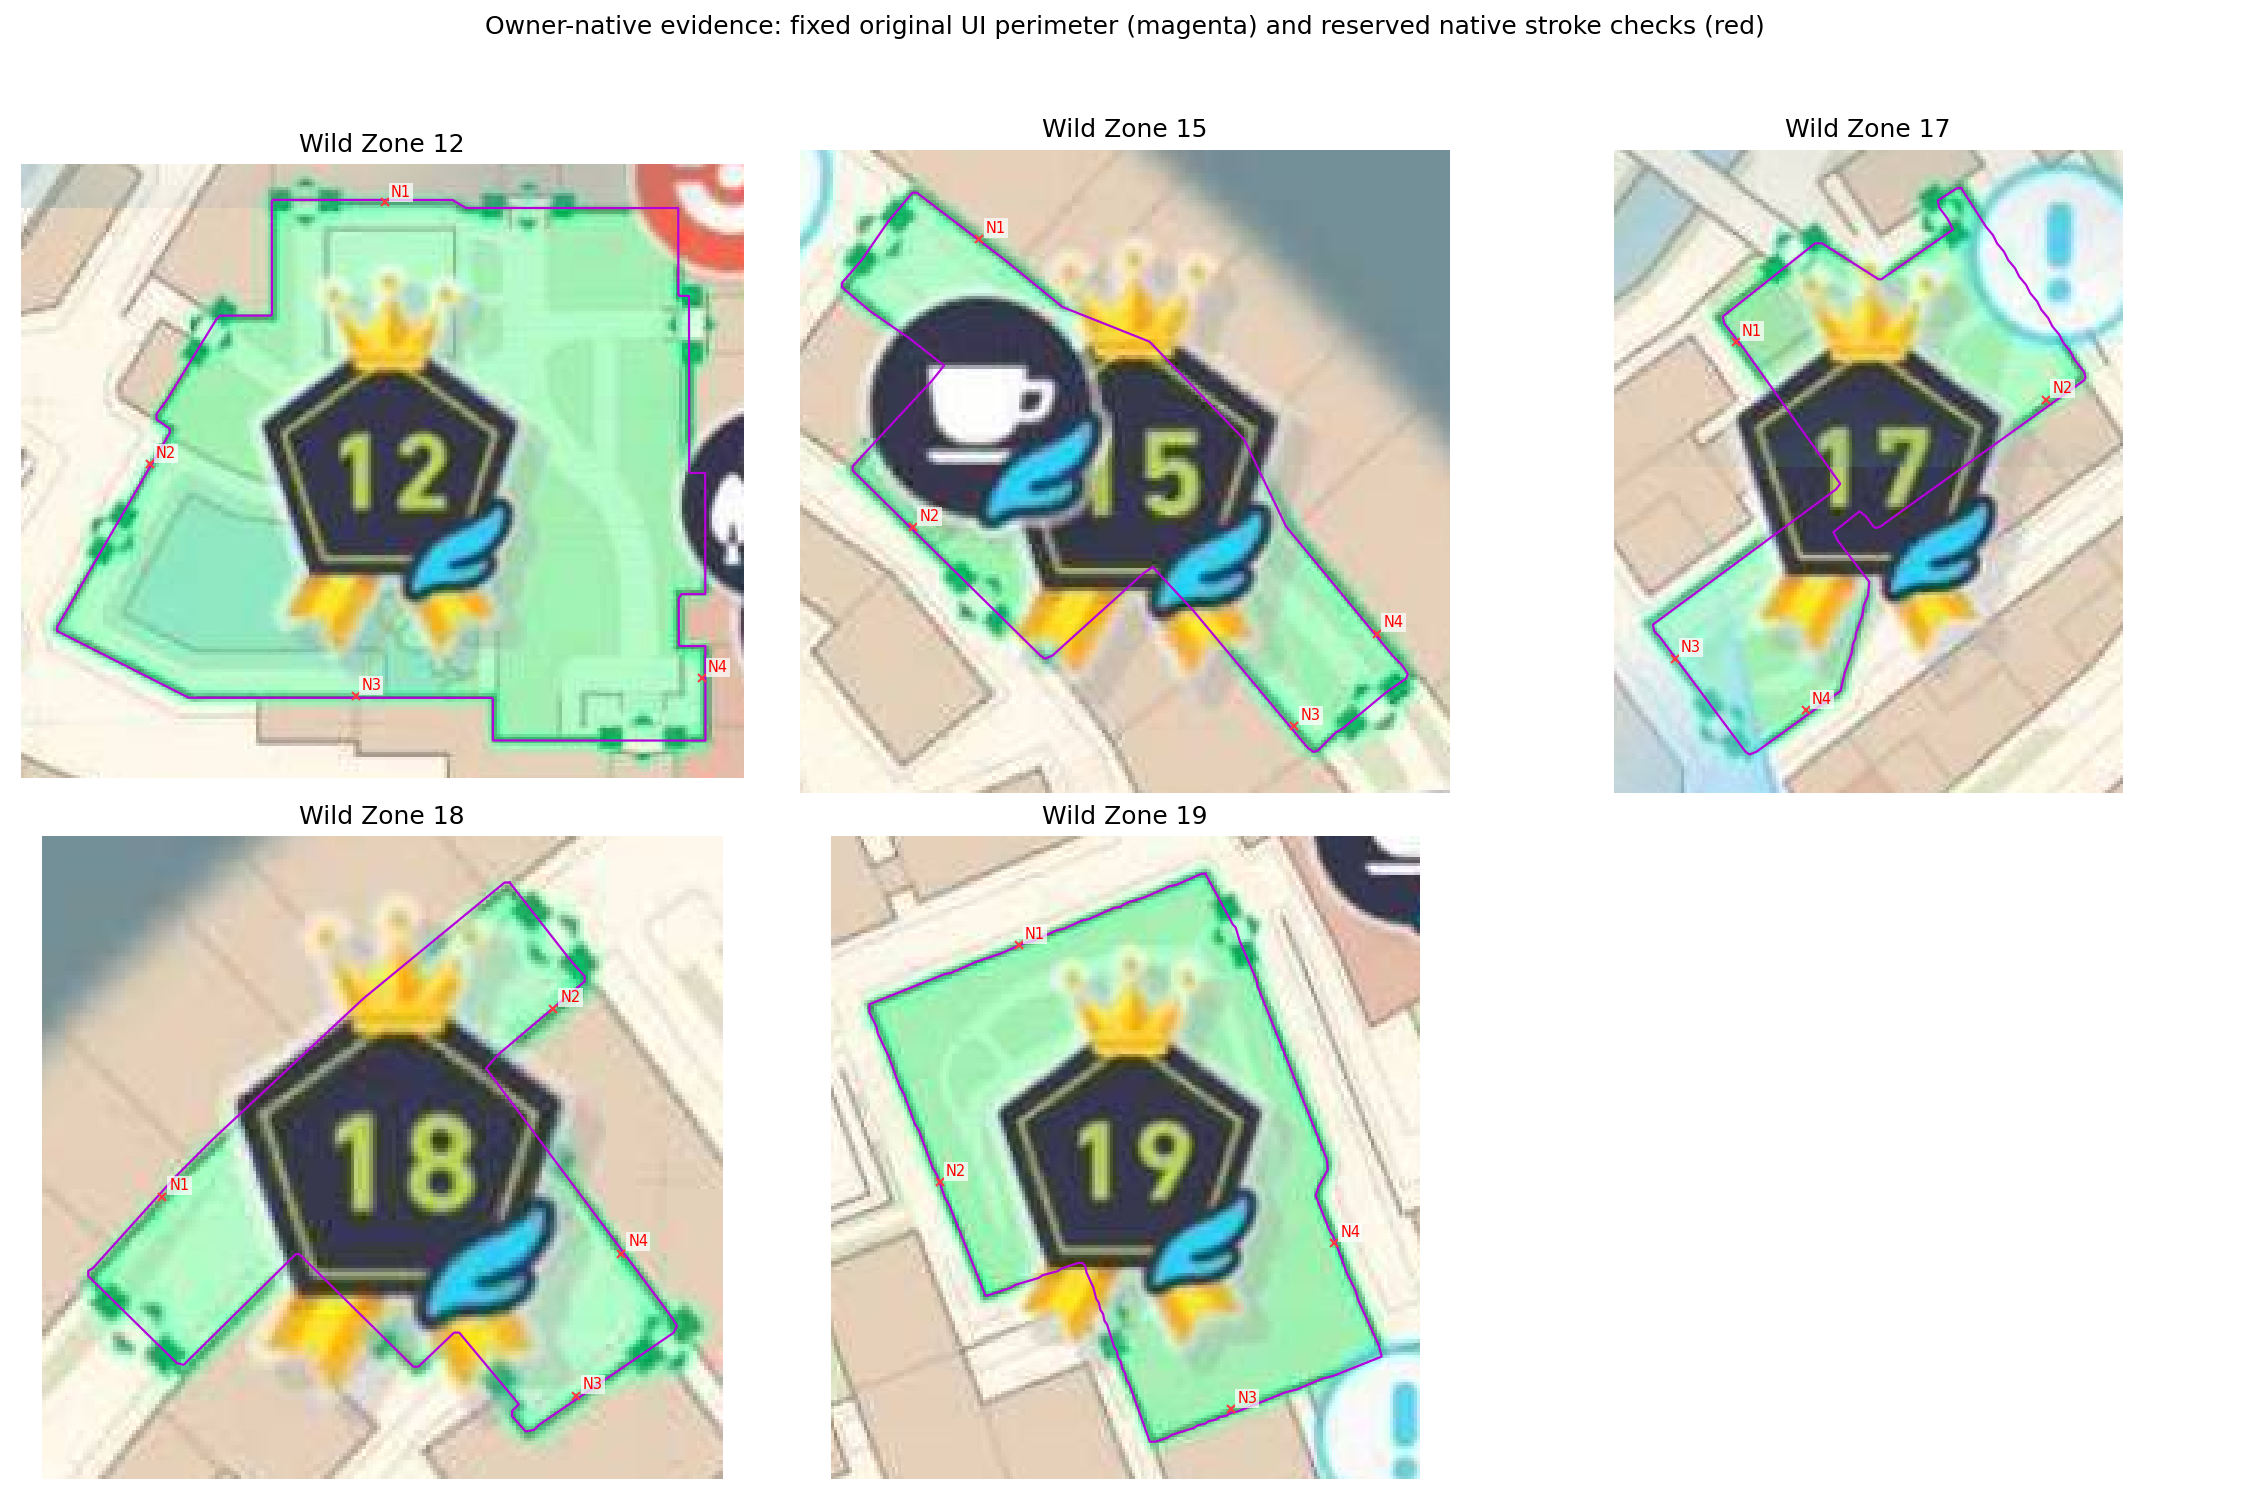 Owner-native evidence: fixed original UI perimeter (magenta) and reserved native stroke checks (red)
Wild Zone 12
N1
N2
12
N3
N4
Wild Zone 15
N1
15
N2
N4
N3
Wild Zone 17
N1
N2
17
N3
N4
Wild Zone 18
N2
18
N1
N4
N3
Wild Zone 19
N1
19
N2
N4
N3